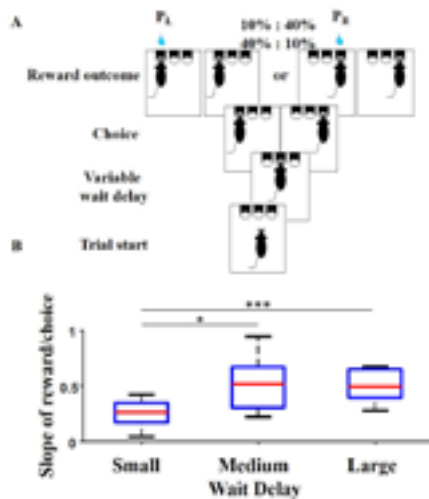 A
P_L P_R
10% : 40%
40% : 10%
Reward outcome or
Choice
Variable
wait delay
B Trial start
*** 
*
Slope of reward/choice
1
0.5
0
Small Medium Large
Wait Delay